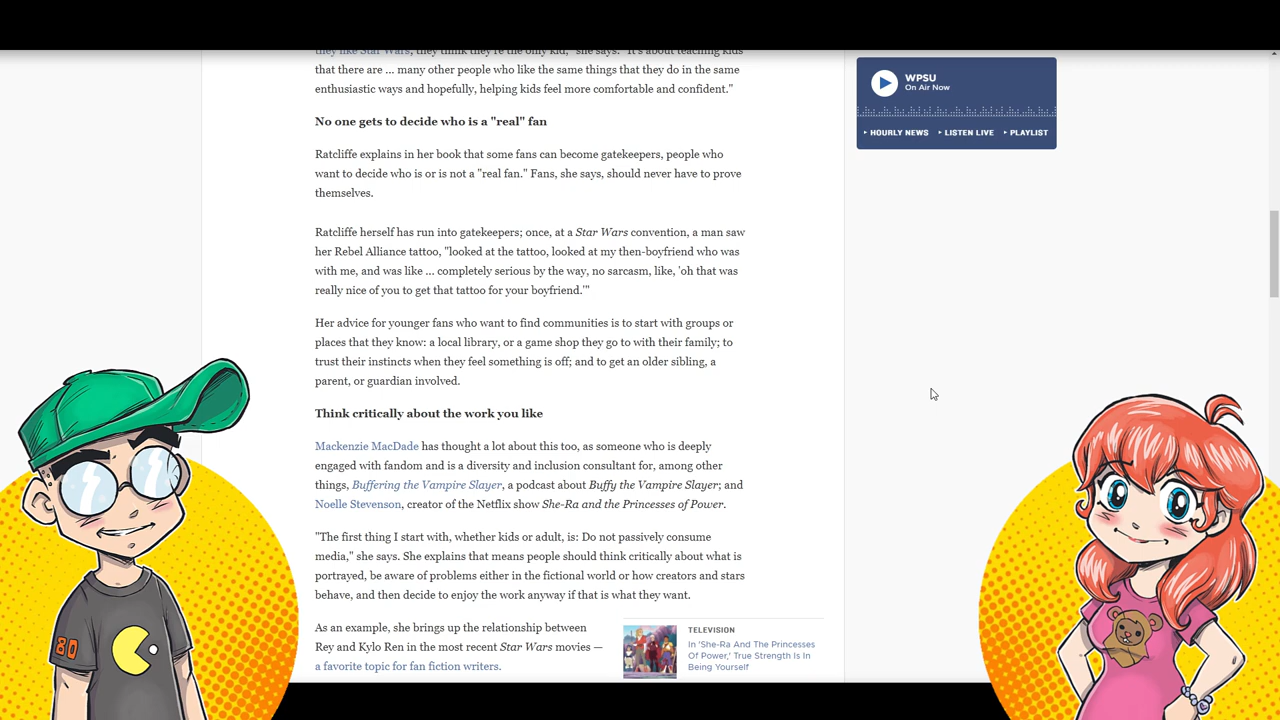 they like Star Wars, they think they're the only kid," she says. "It's about teaching kids
that there are ... many other people who like the same things that they do in the same
enthusiastic ways and hopefully, helping kids feel more comfortable and confident."
No one gets to decide who is a "real" fan
Ratcliffe explains in her book that some fans can become gatekeepers, people who
want to decide who is or is not a "real fan." Fans, she says, should never have to prove
themselves.
Ratcliffe herself has run into gatekeepers; once, at a Star Wars convention, a man saw
her Rebel Alliance tattoo, "looked at the tattoo, looked at my then-boyfriend who was
with me, and was like ... completely serious by the way, no sarcasm, like, 'oh that was
really nice of you to get that tattoo for your boyfriend.'"
Her advice for younger fans who want to find communities is to start with groups or
places that they know: a local library, or a game shop they go to with their family; to
trust their instincts when they feel something is off; and to get an older sibling, a
parent, or guardian involved.
Think critically about the work you like
Mackenzie MacDade has thought a lot about this too, as someone who is deeply
engaged with fandom and is a diversity and inclusion consultant for, among other
things, Buffering the Vampire Slayer, a podcast about Buffy the Vampire Slayer; and
Noelle Stevenson, creator of the Netflix show She-Ra and the Princesses of Power.
"The first thing I start with, whether kids or adult, is: Do not passively consume
media," she says. She explains that means people should think critically about what is
portrayed, be aware of problems either in the fictional world or how creators and stars
behave, and then decide to enjoy the work anyway if that is what they want.
As an example, she brings up the relationship between
Rey and Kylo Ren in the most recent Star Wars movies —
a favorite topic for fan fiction writers.
TELEVISION
In 'She-Ra And The Princesses
Of Power,' True Strength Is In
Being Yourself
WPSU
On Air Now
HOURLY NEWS LISTEN LIVE PLAYLIST
80